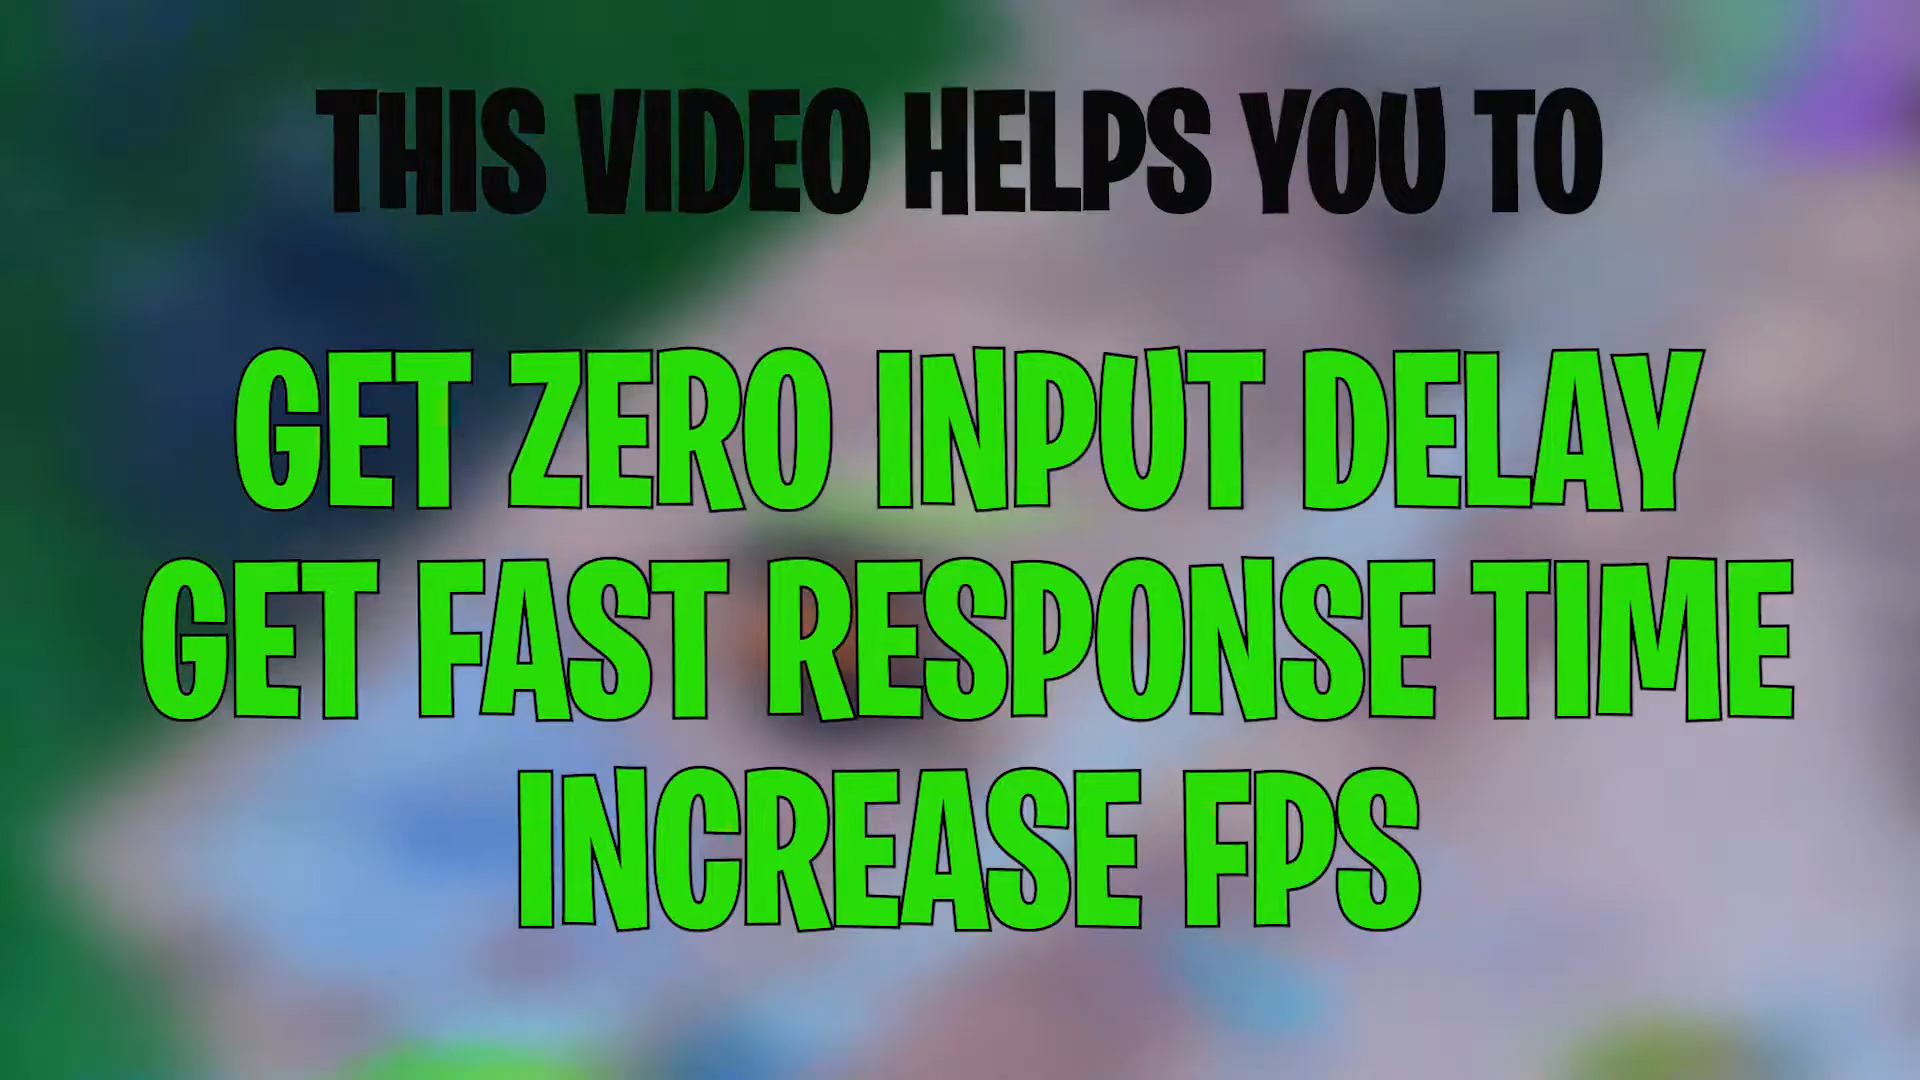 THIS VIDEO HELPS YOU TO
GET ZERO INPUT DELAY
GET FAST RESPONSE TIME
INCREASE FPS